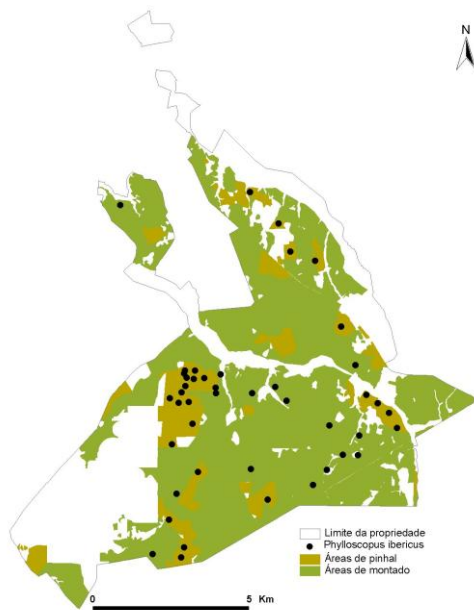 N
Limite da propriedade
Phylloscopus ibericus
Áreas de pinhal
Áreas de montado
0 5 Km